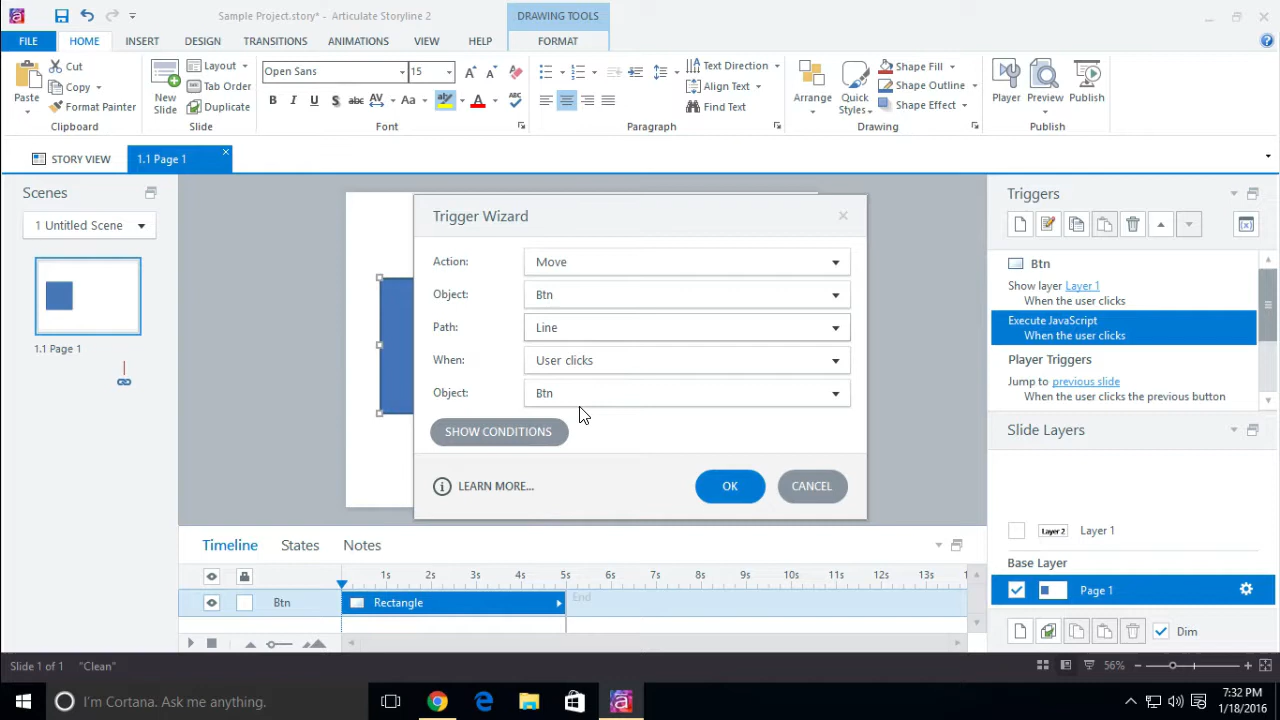 Sample Project.story* - Articulate Storyline 2
DRAWING TOOLS
FILE HOME INSERT DESIGN TRANSITIONS ANIMATIONS VIEW HELP FORMAT
Paste
Cut
Copy
Format Painter
Clipboard
New Slide
Layout
Tab Order
Duplicate
Slide
Open Sans 15
B I U S abc AV Aa A
Font
Text Direction
Align Text
Find Text
Paragraph
Arrange
Quick Styles
Shape Fill
Shape Outline
Shape Effect
Drawing
Player Preview Publish
Publish
STORY VIEW
1.1 Page 1
Scenes
1 Untitled Scene
1.1 Page 1
Trigger Wizard
Action: Move
Object: Btn
Path: Line
When: User clicks
Object: Btn
SHOW CONDITIONS
LEARN MORE...
OK
CANCEL
Triggers
Btn
Show layer Layer 1
When the user clicks
Execute JavaScript
When the user clicks
Player Triggers
Jump to previous slide
When the user clicks the previous button
Slide Layers
Layer 2
Layer 1
Base Layer
Page 1
Dim
Timeline States Notes
1s 2s 3s 4s 5s 6s 7s 8s 9s 10s 11s 12s 13s 1
Btn
Rectangle
End
Slide 1 of 1 "Clean"
56%
I'm Cortana. Ask me anything.
7:32 PM
1/18/2016